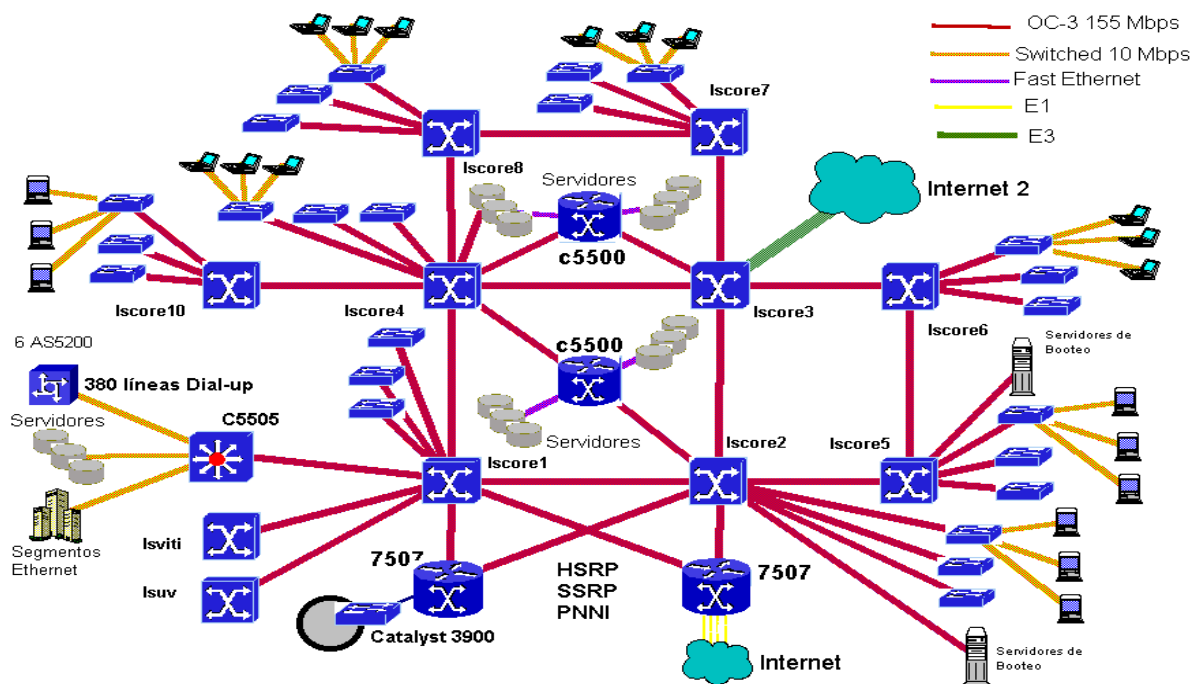 OC-3 155 Mbps
Switched 10 Mbps
Fast Ethernet
E1
E3
Iscore7
Iscore8
Servidores
Internet 2
c5500
Iscore10
Iscore4
Iscore3
Iscore6
Servidores de
Booteo
6 AS5200
380 líneas Dial-up
c5500
Servidores
C5505
Servidores
Iscore1
Iscore2
Iscore5
Segmentos
Ethernet
Isviti
Isuv
7507
HSRP
SSRP
PNNI
7507
Catalyst 3900
Internet
Servidores de
Booteo